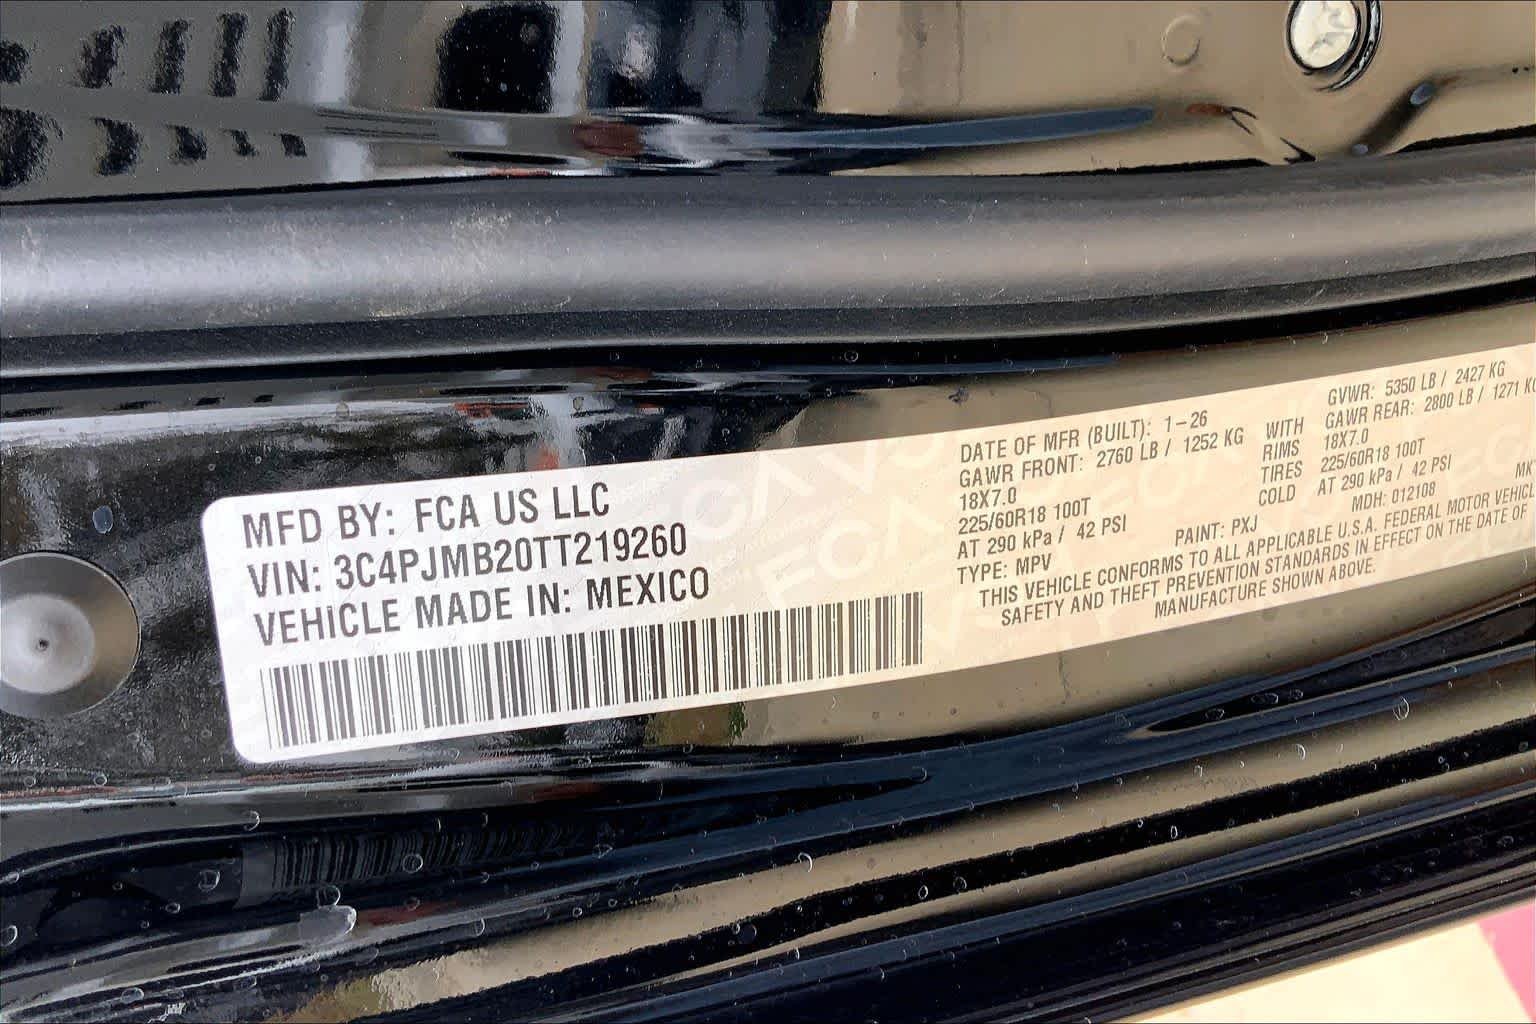 MFD BY: FCA US LLC
VIN: 3C4PJMB20TT219260
VEHICLE MADE IN: MEXICO
DATE OF MFR (BUILT): 1-26
GAWR FRONT: 2760 LB / 1252 KG
18X7.0
225/60R18 100T
AT 290 kPa / 42 PSI
TYPE: MPV
WITH
RIMS
TIRES
COLD
GVWR: 5350 LB / 2427 KG
GAWR REAR: 2800 LB / 1271 KG
18X7.0
225/60R18 100T
AT 290 kPa / 42 PSI
PAINT: PXJ
MDH: 012108
MK
THIS VEHICLE CONFORMS TO ALL APPLICABLE U.S.A. FEDERAL MOTOR VEHICL
SAFETY AND THEFT PREVENTION STANDARDS IN EFFECT ON THE DATE OF
MANUFACTURE SHOWN ABOVE.